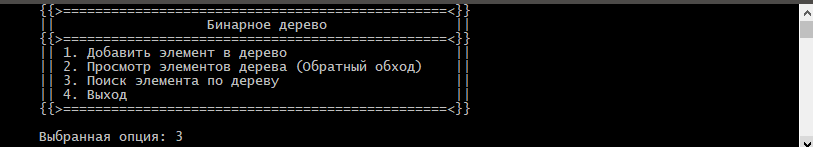 {{>================================================<}}
||                   Бинарное дерево              ||
{{>================================================<}}
|| 1. Добавить элемент в дерево                   ||
|| 2. Просмотр элементов дерева (Обратный обход)  ||
|| 3. Поиск элемента по дереву                    ||
|| 4. Выход                                       ||
{{>================================================<}}
Выбранная опция: 3